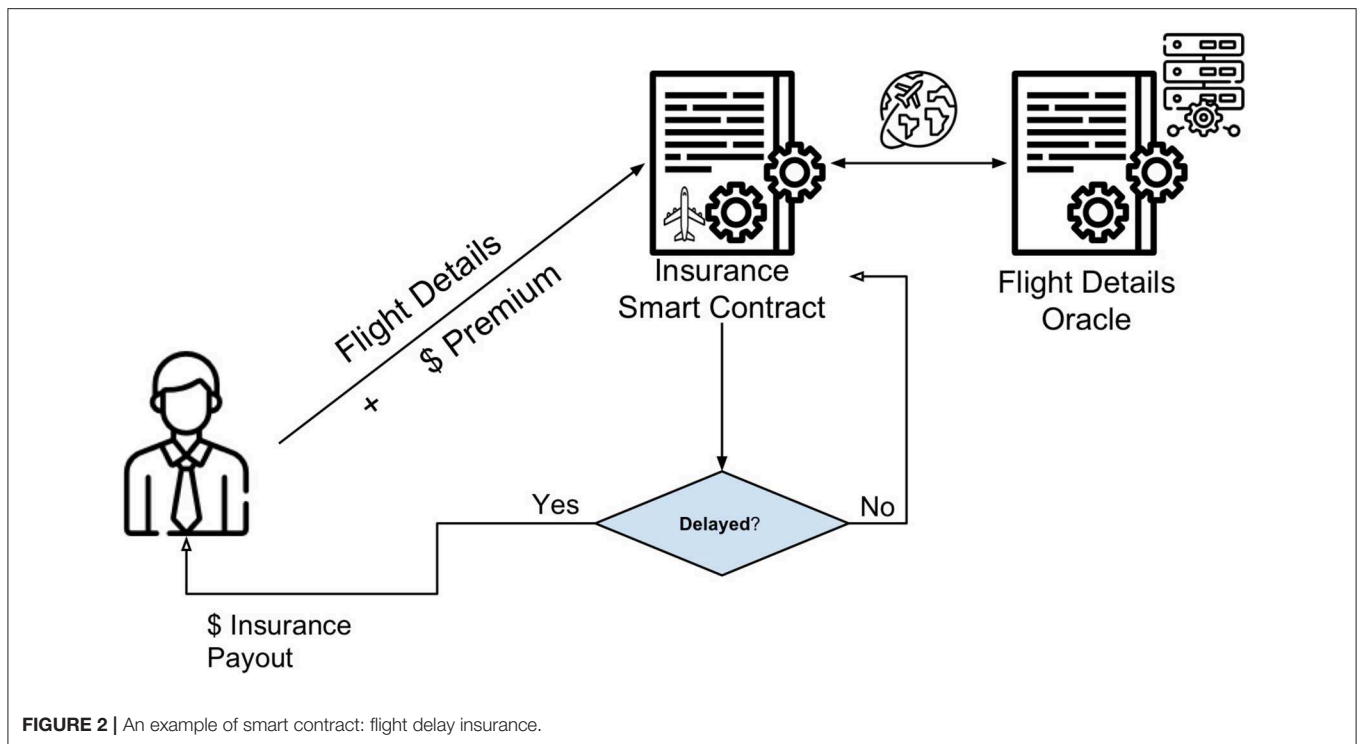 Flight Details
+ $ Premium
Insurance
Smart Contract
Flight Details
Oracle
Delayed?
Yes
No
$ Insurance
Payout
FIGURE 2 | An example of smart contract: flight delay insurance.